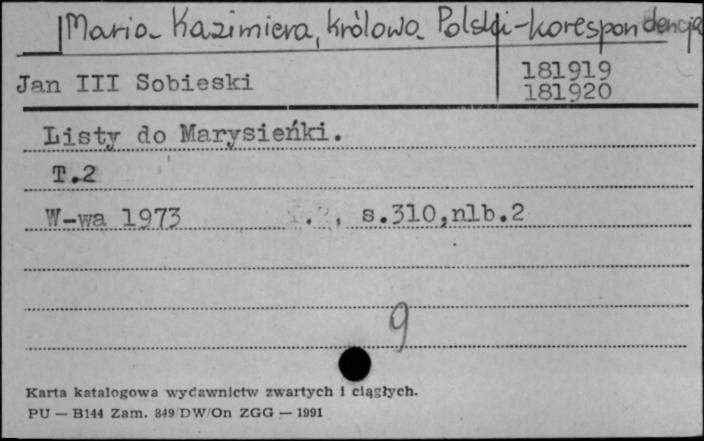 Maria Kazimiera, królowa Polski - korespondencja
Jan III Sobieski
181919
181920
Listy do Marysieńki.
T.2
W-wa 1973 , s.310,nlb.2
9
Karta katalogowa wydawnictw zwartych i ciągłych.
PU — B144 Zam. 849/DW/On ZGG — 1991